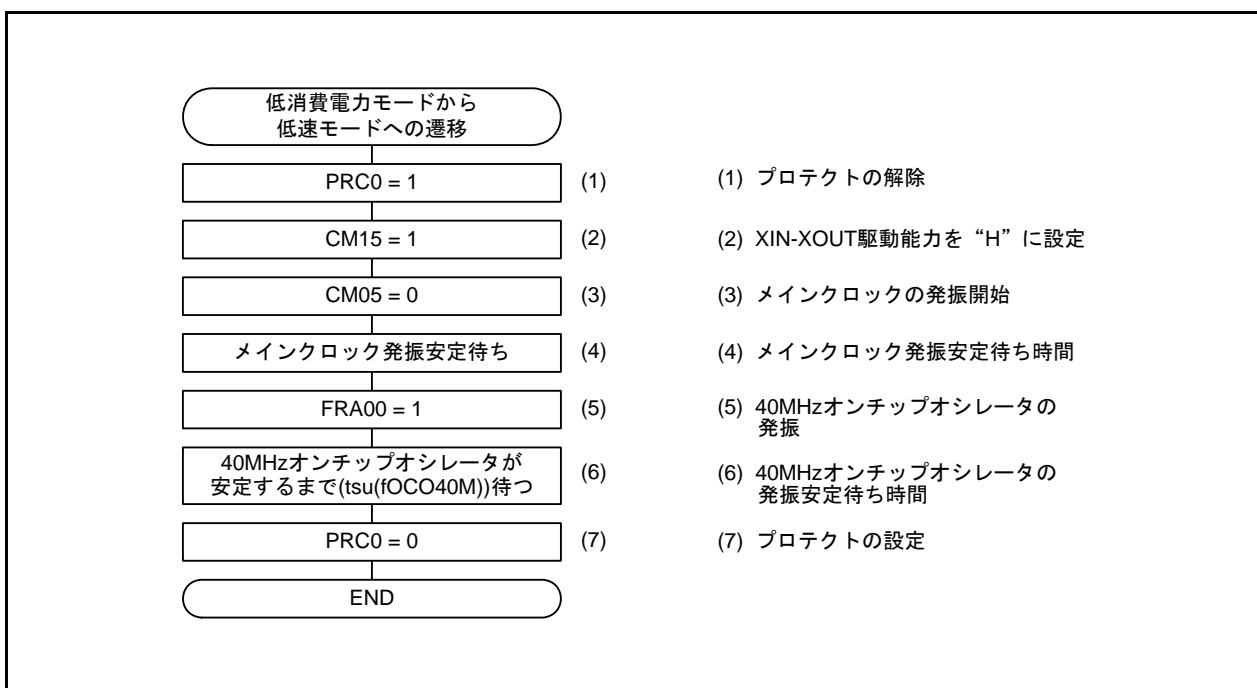 低消費電力モードから
低速モードへの遷移
PRC0 = 1
(1)
(1) プロテクトの解除
CM15 = 1
(2)
(2) XIN-XOUT駆動能力を“H”に設定
CM05 = 0
(3)
(3) メインクロックの発振開始
メインクロック発振安定待ち
(4)
(4) メインクロック発振安定待ち時間
FRA00 = 1
(5)
(5) 40MHzオンチップオシレータの
発振
40MHzオンチップオシレータが
安定するまで(tsu(fOCO40M))待つ
(6)
(6) 40MHzオンチップオシレータの
発振安定待ち時間
PRC0 = 0
(7)
(7) プロテクトの設定
END